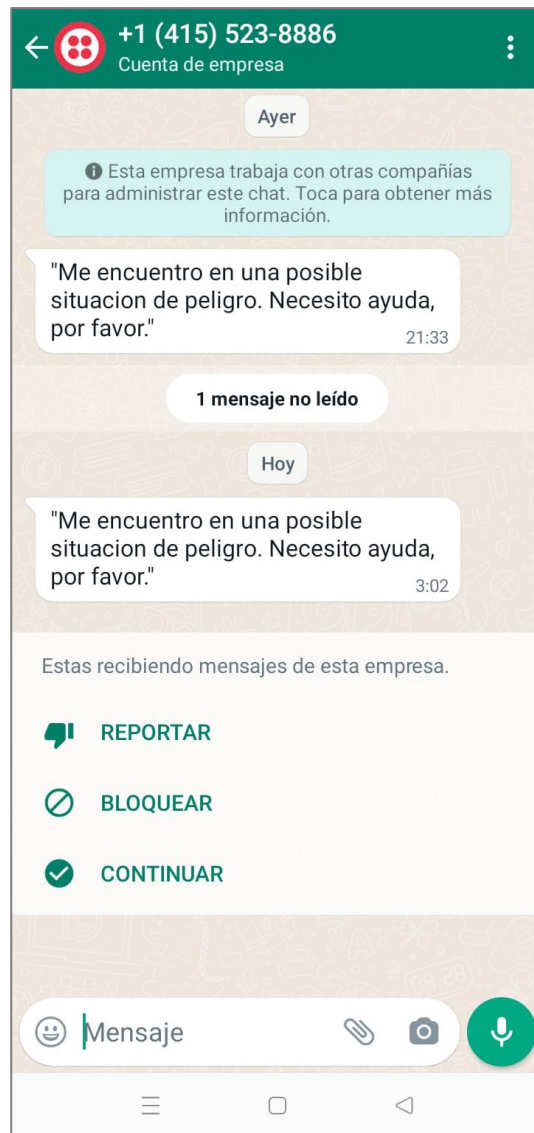 +1 (415) 523-8886
Cuenta de empresa
Ayer
Esta empresa trabaja con otras compañías
para administrar este chat. Toca para obtener más
información.
"Me encuentro en una posible
situacion de peligro. Necesito ayuda,
por favor."
21:33
1 mensaje no leído
Hoy
"Me encuentro en una posible
situacion de peligro. Necesito ayuda,
por favor."
3:02
Estas recibiendo mensajes de esta empresa.
REPORTAR
BLOQUEAR
CONTINUAR
Mensaje